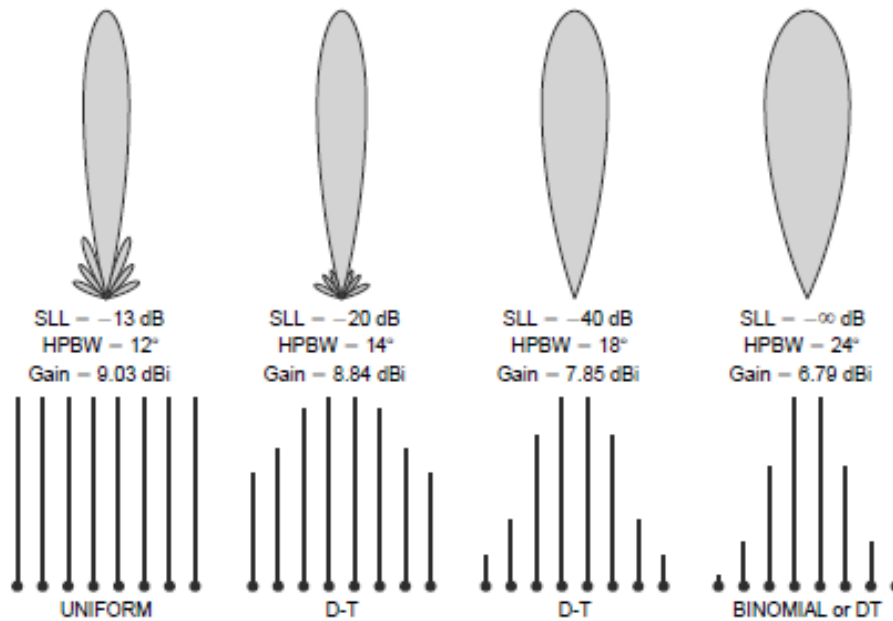 SLL = –13 dB
HPBW = 12°
Gain = 9.03 dBi
UNIFORM
SLL = –20 dB
HPBW = 14°
Gain = 8.84 dBi
D-T
SLL = –40 dB
HPBW = 18°
Gain = 7.85 dBi
D-T
SLL = –∞ dB
HPBW = 24°
Gain = 6.79 dBi
BINOMIAL or DT